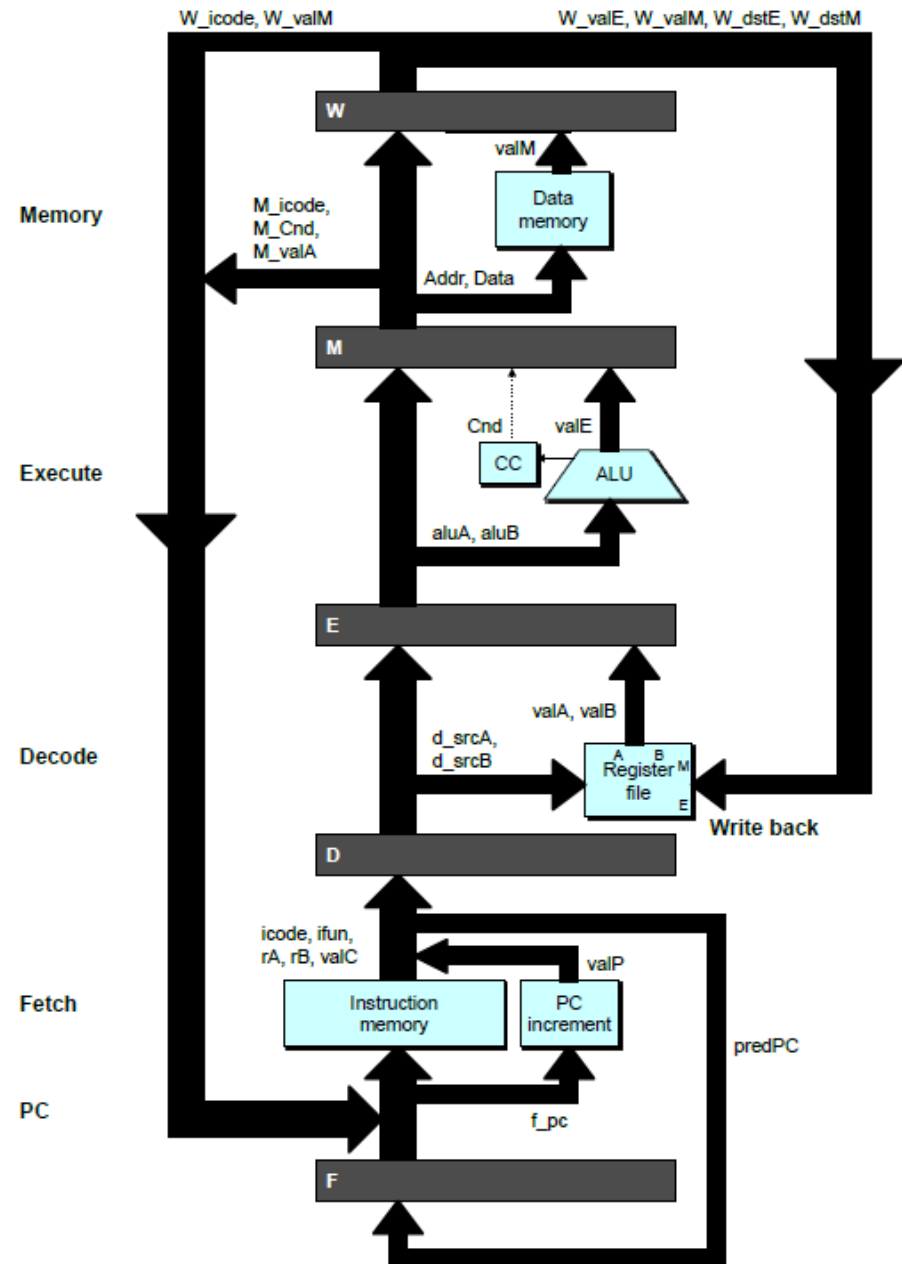 W_icode, W_valM
W_valE, W_valM, W_dstE, W_dstM
W
valM
Memory
Data
memory
M_icode,
M_Cnd,
M_valA
Addr, Data
M
Cnd
valE
CC
ALU
Execute
aluA, aluB
E
valA, valB
d_srcA,
d_srcB
Decode
A B
Register M
file
E
Write back
D
icode, ifun,
rA, rB, valC
valP
Fetch
Instruction
memory
PC
increment
predPC
PC
f_pc
F